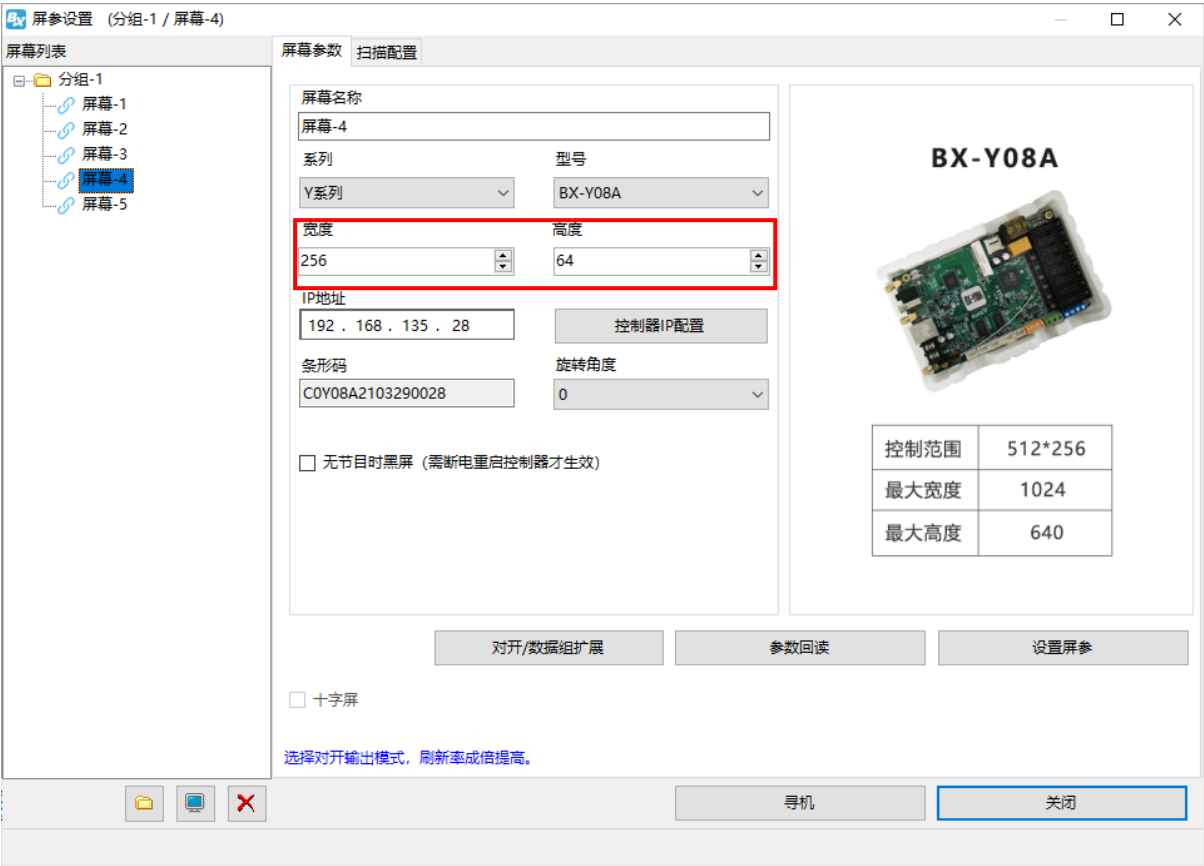 BX 屏参设置 (分组-1 / 屏幕-4)
屏幕列表
分组-1
屏幕-1
屏幕-2
屏幕-3
屏幕-4
屏幕-5
屏幕参数 扫描配置
屏幕名称
屏幕-4
系列 型号
Y系列 BX-Y08A
宽度 高度
256 64
IP地址
192 . 168 . 135 . 28 控制器IP配置
条形码 旋转角度
C0Y08A2103290028 0
无节目时黑屏（需断电重启控制器才生效）
BX-Y08A
控制范围 512*256
最大宽度 1024
最大高度 640
对开/数据组扩展 参数回读 设置屏参
十字屏
选择对开输出模式，刷新率成倍提高。
寻机 关闭